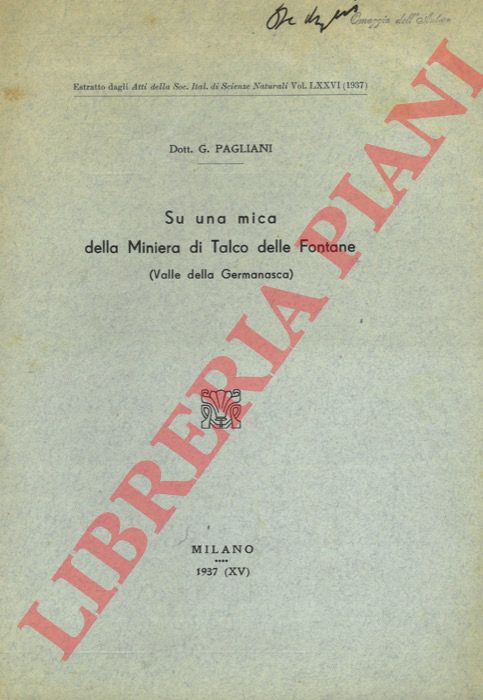 Omaggio dell'Autore
Estratto dagli Atti della Soc. Ital. di Scienze Naturali Vol. LXXVI (1937)
Dott. G. PAGLIANI
Su una mica
della Miniera di Talco delle Fontane
(Valle della Germanasca)
LIBRERIA PIANI
MILANO
1937 (XV)